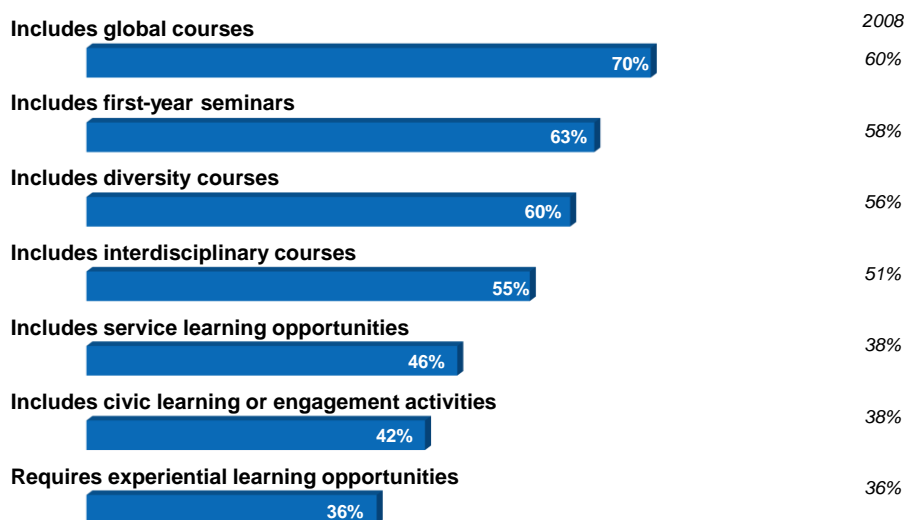 2008
Includes global courses
70% 60%
Includes first-year seminars
63% 58%
Includes diversity courses
60% 56%
Includes interdisciplinary courses
55% 51%
Includes service learning opportunities
46% 38%
Includes civic learning or engagement activities
42% 38%
Requires experiential learning opportunities
36% 36%